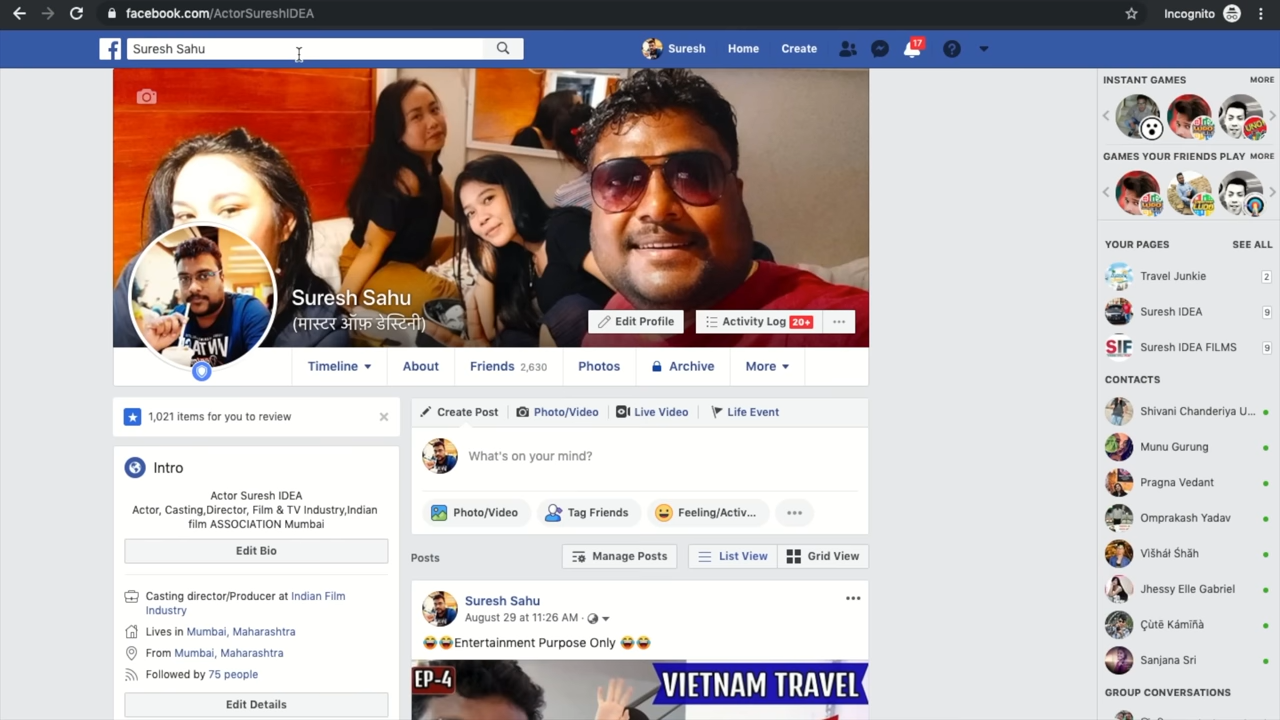 facebook.com/ActorSureshIDEA
Incognito
Suresh Sahu
Suresh
Home
Create
17
Suresh Sahu
(मास्टर ऑफ़ डेस्टिनी)
Edit Profile
Activity Log 20+
Timeline
About
Friends 2,630
Photos
Archive
More
1,021 items for you to review
Intro
Actor Suresh IDEA
Actor, Casting,Director, Film & TV Industry,Indian
film ASSOCIATION Mumbai
Edit Bio
Casting director/Producer at Indian Film
Industry
Lives in Mumbai, Maharashtra
From Mumbai, Maharashtra
Followed by 75 people
Edit Details
Create Post
Photo/Video
Live Video
Life Event
What's on your mind?
Photo/Video
Tag Friends
Feeling/Activ...
Posts
Manage Posts
List View
Grid View
Suresh Sahu
August 29 at 11:26 AM ·
😂😂Entertainment Purpose Only 😂😂
EP-4
VIETNAM TRAVEL
INSTANT GAMES
MORE
GAMES YOUR FRIENDS PLAY
MORE
YOUR PAGES
SEE ALL
Travel Junkie
2
Suresh IDEA
9
SIF
Suresh IDEA FILMS
9
CONTACTS
Shivani Chanderiya U...
Munu Gurung
Pragna Vedant
Omprakash Yadav
Vìshál Śhãh
Jhessy Elle Gabriel
Çùtë Kámïñà
Sanjana Sri
GROUP CONVERSATIONS